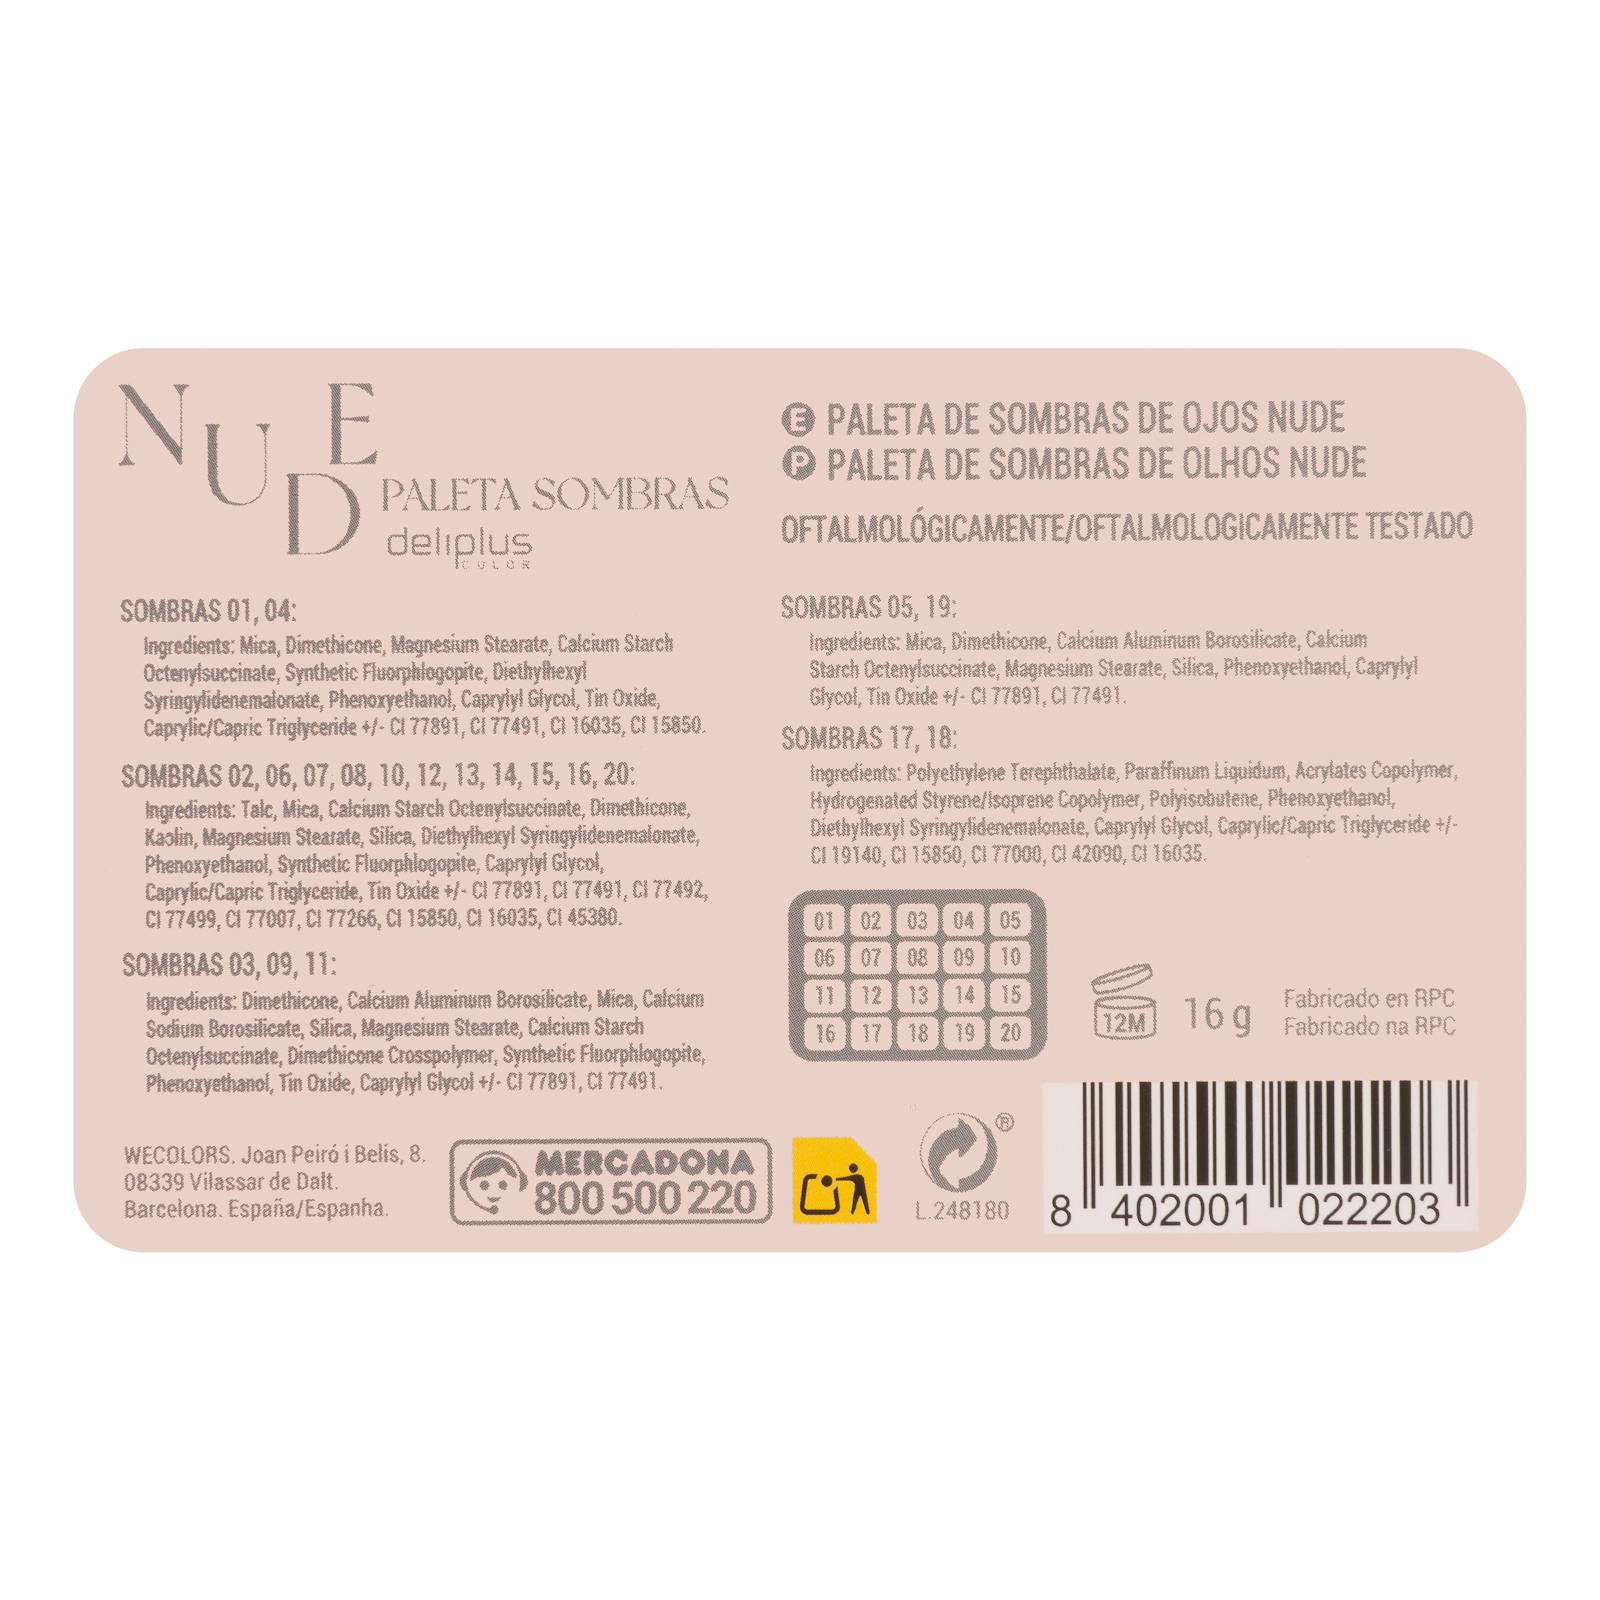 NUDE
PALETA SOMBRAS
deliplus
COLOR
SOMBRAS 01, 04:
Ingredients: Mica, Dimethicone, Magnesium Stearate, Calcium Starch
Octenylsuccinate, Synthetic Fluorphlogopite, Diethylhexyl
Syringylidenemalonate, Phenoxyethanol, Caprylyl Glycol, Tin Oxide,
Caprylic/Capric Triglyceride +/- CI 77891, CI 77491, CI 16035, CI 15850.
SOMBRAS 02, 06, 07, 08, 10, 12, 13, 14, 15, 16, 20:
Ingredients: Talc, Mica, Calcium Starch Octenylsuccinate, Dimethicone,
Kaolin, Magnesium Stearate, Silica, Diethylhexyl Syringylidenemalonate,
Phenoxyethanol, Synthetic Fluorphlogopite, Caprylyl Glycol,
Caprylic/Capric Triglyceride, Tin Oxide +/- CI 77891, CI 77491, CI 77492,
CI 77499, CI 77007, CI 77266, CI 15850, CI 16035, CI 45380.
SOMBRAS 03, 09, 11:
Ingredients: Dimethicone, Calcium Aluminum Borosilicate, Mica, Calcium
Sodium Borosilicate, Silica, Magnesium Stearate, Calcium Starch
Octenylsuccinate, Dimethicone Crosspolymer, Synthetic Fluorphlogopite,
Phenoxyethanol, Tin Oxide, Caprylyl Glycol +/- CI 77891, CI 77491.
WECOLORS. Joan Peiró i Belis, 8.
08339 Vilassar de Dalt.
Barcelona. España/Espanha.
MERCADONA
800 500 220
E PALETA DE SOMBRAS DE OJOS NUDE
P PALETA DE SOMBRAS DE OLHOS NUDE
OFTALMOLÓGICAMENTE/OFTALMOLOGICAMENTE TESTADO
SOMBRAS 05, 19:
Ingredients: Mica, Dimethicone, Calcium Aluminum Borosilicate, Calcium
Starch Octenylsuccinate, Magnesium Stearate, Silica, Phenoxyethanol, Caprylyl
Glycol, Tin Oxide +/- CI 77891, CI 77491.
SOMBRAS 17, 18:
Ingredients: Polyethylene Terephthalate, Paraffinum Liquidum, Acrylates Copolymer,
Hydrogenated Styrene/Isoprene Copolymer, Polyisobutene, Phenoxyethanol,
Diethylhexyl Syringylidenemalonate, Caprylyl Glycol, Caprylic/Capric Triglyceride +/-
CI 19140, CI 15850, CI 77000, CI 42090, CI 16035.
01 02 03 04 05
06 07 08 09 10
11 12 13 14 15
16 17 18 19 20
12M
16 g
Fabricado en RPC
Fabricado na RPC
®
L.248180
8 402001 022203